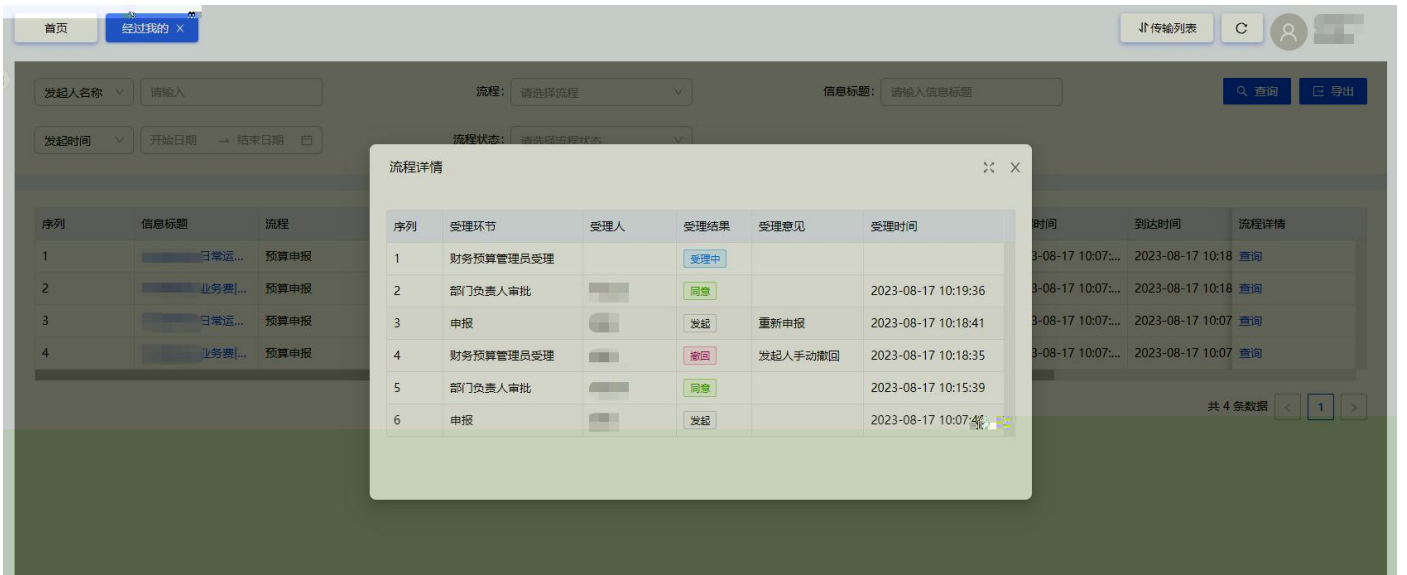 首页 经过我的 × 传输列表
发起人名称 请输入 流程: 请选择流程 信息标题: 请输入信息标题 查询 导出
发起时间 开始日期 → 结束日期 流程状态: 请选择流程状态
流程详情
序列 信息标题 流程 时间 到达时间 流程详情
1 日常运... 预算申报 3-08-17 10:07:... 2023-08-17 10:18 查询
2 业务费|... 预算申报 3-08-17 10:07:... 2023-08-17 10:18 查询
3 日常运... 预算申报 3-08-17 10:07:... 2023-08-17 10:07 查询
4 业务费|... 预算申报 3-08-17 10:07:... 2023-08-17 10:07 查询
序列 受理环节 受理人 受理结果 受理意见 受理时间
1 财务预算管理员受理 受理中
2 部门负责人审批 同意 2023-08-17 10:19:36
3 申报 发起 重新申报 2023-08-17 10:18:41
4 财务预算管理员受理 撤回 发起人手动撤回 2023-08-17 10:18:35
5 部门负责人审批 同意 2023-08-17 10:15:39
6 申报 发起 2023-08-17 10:07:
共 4 条数据 < 1 >